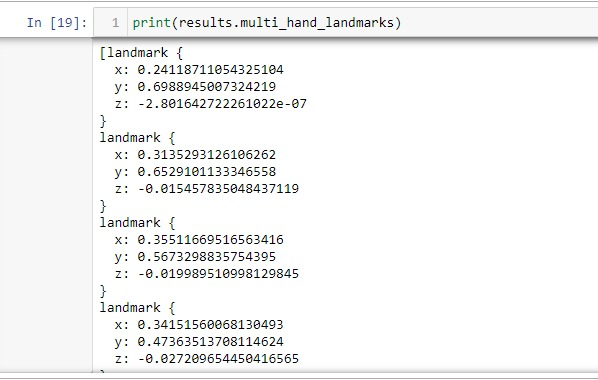 In [19]: 1 print(results.multi_hand_landmarks)
[landmark {
  x: 0.24118711054325104
  y: 0.6988945007324219
  z: -2.801642722261022e-07
}
landmark {
  x: 0.3135293126106262
  y: 0.6529101133346558
  z: -0.015457835048437119
}
landmark {
  x: 0.35511669516563416
  y: 0.5673298835754395
  z: -0.019989510998129845
}
landmark {
  x: 0.34151560068130493
  y: 0.47363513708114624
  z: -0.027209654450416565
}